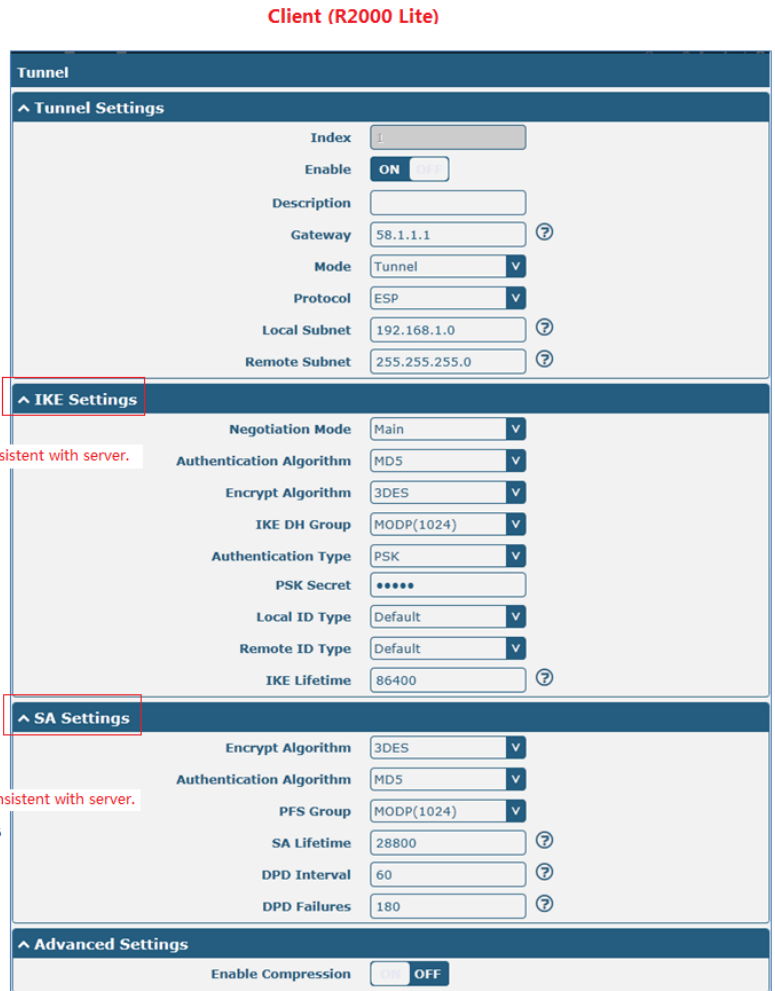 Client (R2000 Lite)
Tunnel
Tunnel Settings
Index 1
Enable ON OFF
Description
Gateway 58.1.1.1
Mode Tunnel
Protocol ESP
Local Subnet 192.168.1.0
Remote Subnet 255.255.255.0
IKE Settings
Negotiation Mode Main
sistent with server.
Authentication Algorithm MD5
Encrypt Algorithm 3DES
IKE DH Group MODP(1024)
Authentication Type PSK
PSK Secret •••••
Local ID Type Default
Remote ID Type Default
IKE Lifetime 86400
SA Settings
Encrypt Algorithm 3DES
Authentication Algorithm MD5
nsistent with server.
PFS Group MODP(1024)
SA Lifetime 28800
DPD Interval 60
DPD Failures 180
Advanced Settings
Enable Compression ON OFF